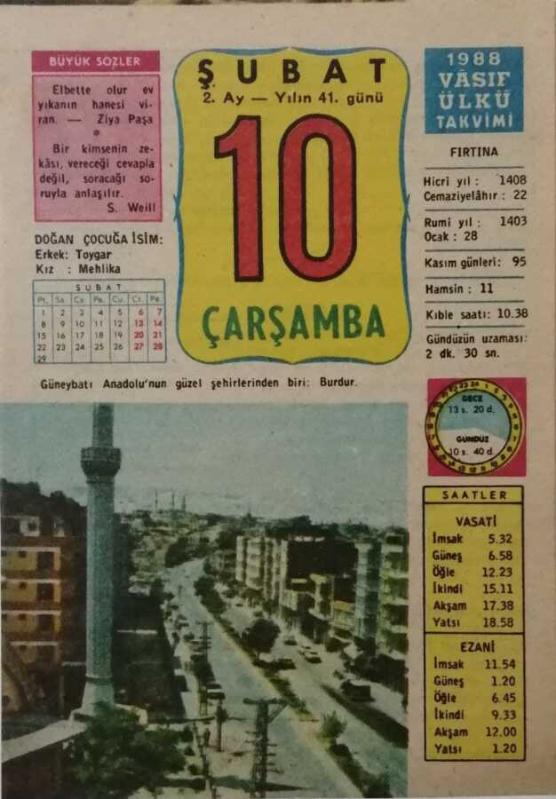 BÜYÜK SÖZLER
Elbette olur ev
yıkanın hanesi vi-
ran. — Ziya Paşa
*
Bir kimsenin ze-
kâsı, vereceği cevapla
değil, soracağı so-
ruyla anlaşılır.
S. Weill
DOĞAN ÇOCUĞA İSİM:
Erkek: Toygar
Kız : Mehlika
ŞUBAT
Pt. Sa. Ça. Pe. Cu. Ct. Pa.
1 2 3 4 5 6 7
8 9 10 11 12 13 14
15 16 17 18 19 20 21
22 23 24 25 26 27 28
29
ŞUBAT
2. Ay — Yılın 41. günü
10
ÇARŞAMBA
1988
VÂSIF
ÜLKÜ
TAKVİMİ
FIRTINA
Hicrî yıl : 1408
Cemaziyelâhır : 22
Rumî yıl : 1403
Ocak : 28
Kasım günleri: 95
Hamsin : 11
Kıble saatı: 10.38
Gündüzün uzaması:
2 dk. 30 sn.
Güneybatı Anadolu'nun güzel şehirlerinden biri: Burdur.
GECE
13 s. 20 d.
GÜNDÜZ
10 s. 40 d.
SAATLER
VASATİ
İmsak 5.32
Güneş 6.58
Öğle 12.23
İkindi 15.11
Akşam 17.38
Yatsı 18.58
EZANİ
İmsak 11.54
Güneş 1.20
Öğle 6.45
İkindi 9.33
Akşam 12.00
Yatsı 1.20